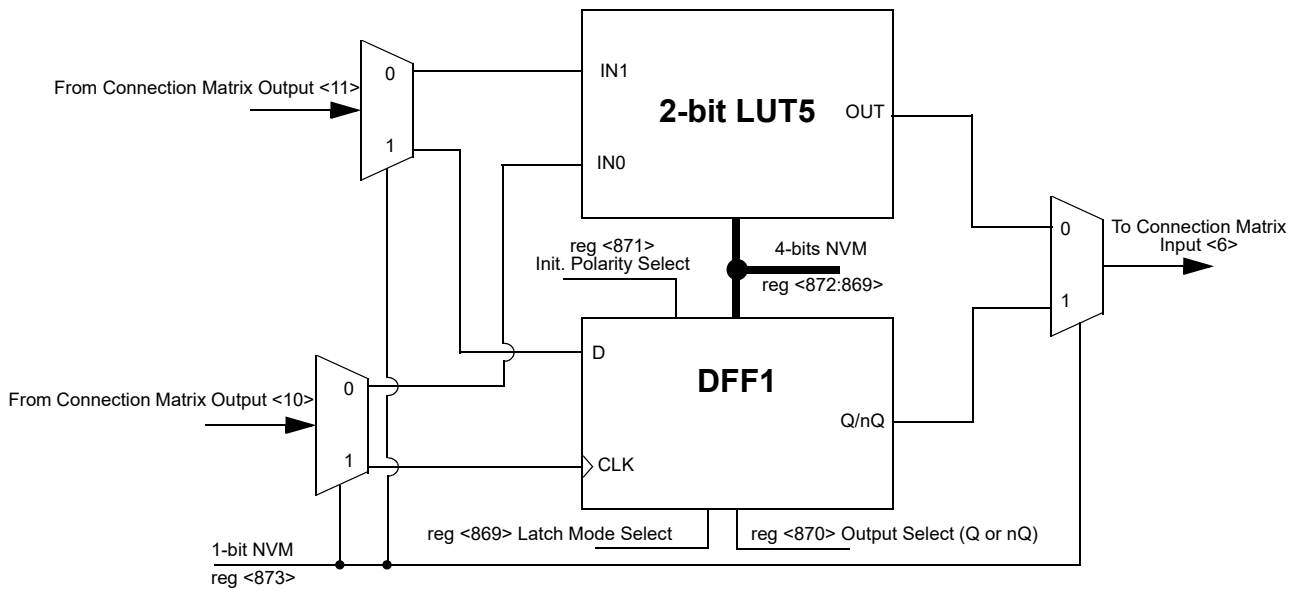 From Connection Matrix Output <11>
0
1
IN1
IN0
2-bit LUT5
OUT
reg <871>
Init. Polarity Select
4-bits NVM
reg <872:869>
0
1
To Connection Matrix
Input <6>
From Connection Matrix Output <10>
0
1
D
CLK
DFF1
Q/nQ
reg <869> Latch Mode Select
reg <870> Output Select (Q or nQ)
1-bit NVM
reg <873>